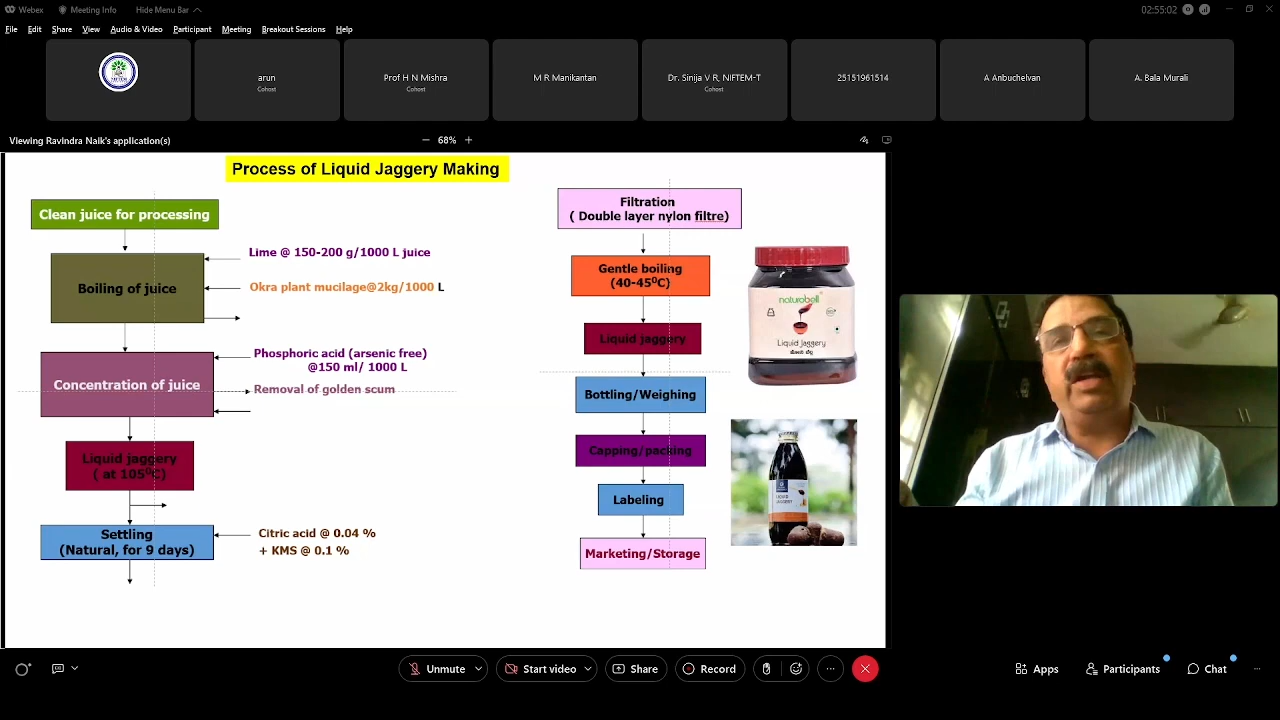 Webex
Meeting Info
Hide Menu Bar
02:55:02
File Edit Share View Audio & Video Participant Meeting Breakout Sessions Help
arun
Cohost
Prof H N Mishra
Cohost
M R Manikantan
Dr. Sinija V R, NIFTEM-T
Cohost
25151961514
A Anbuchelvan
A. Bala Murali
Viewing Ravindra Naik's application(s)
68%
Process of Liquid Jaggery Making
Clean juice for processing
Boiling of juice
Lime @ 150-200 g/1000 L juice
Okra plant mucilage@2kg/1000 L
Concentration of juice
Phosphoric acid (arsenic free)
@150 ml/ 1000 L
Removal of golden scum
Liquid jaggery
( at 105⁰C)
Settling
(Natural, for 9 days)
Citric acid @ 0.04 %
+ KMS @ 0.1 %
Filtration
( Double layer nylon filtre)
Gentle boiling
(40-45⁰C)
Liquid jaggery
Bottling/Weighing
Capping/packing
Labeling
Marketing/Storage
naturobell
Liquid Jaggery
LIQUID
JAGGERY
Unmute
Start video
Share
Record
Apps
Participants
Chat